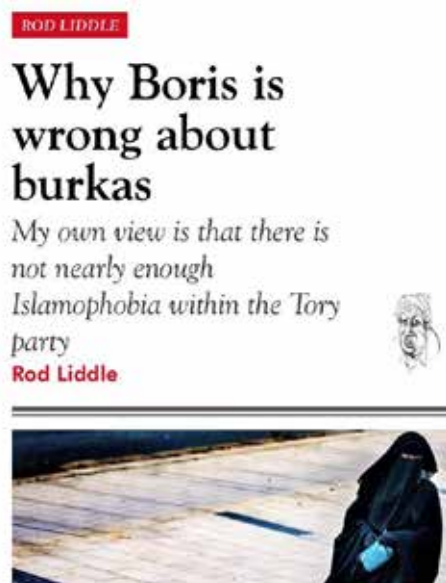 ROD LIDDLE
Why Boris is
wrong about
burkas
My own view is that there is
not nearly enough
Islamophobia within the Tory
party
Rod Liddle